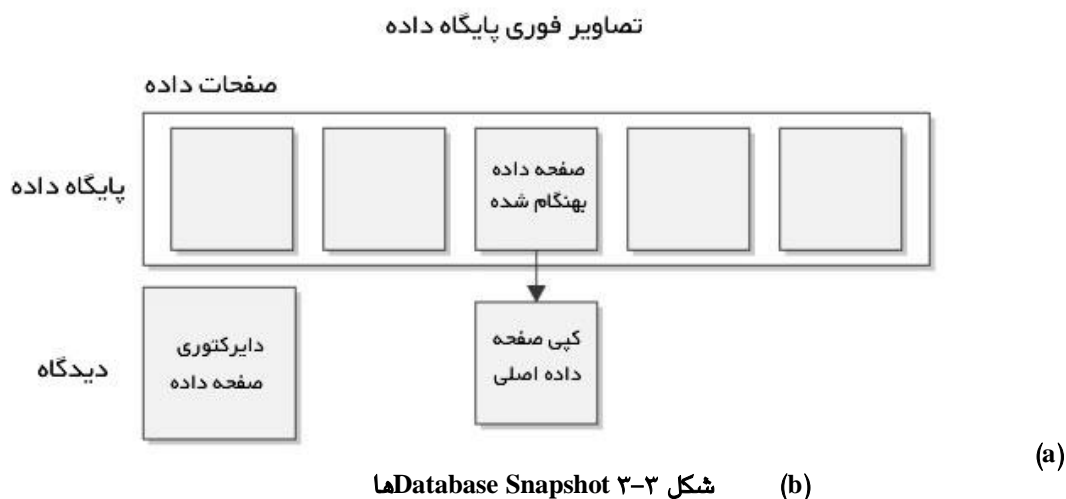 تصاویر فوری پایگاه داده
صفحات داده
پایگاه داده
صفحه داده
بهنگام شده
دیدگاه
دایرکتوری
صفحه داده
کپی صفحه
داده اصلی
(a)
(b) شکل ۳-۳ Database Snapshotها